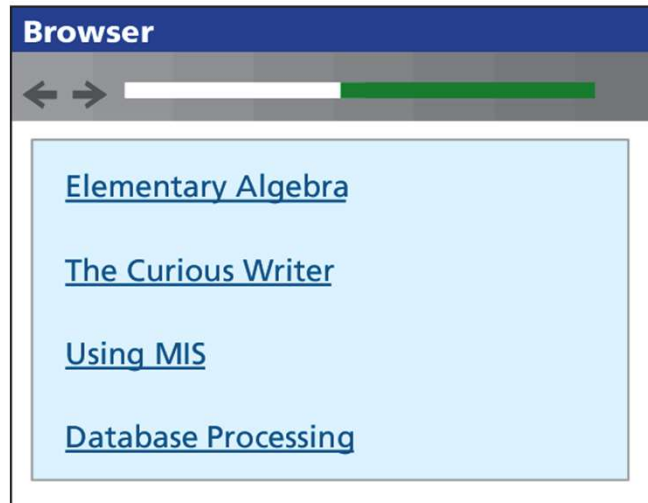 Browser
Elementary Algebra
The Curious Writer
Using MIS
Database Processing